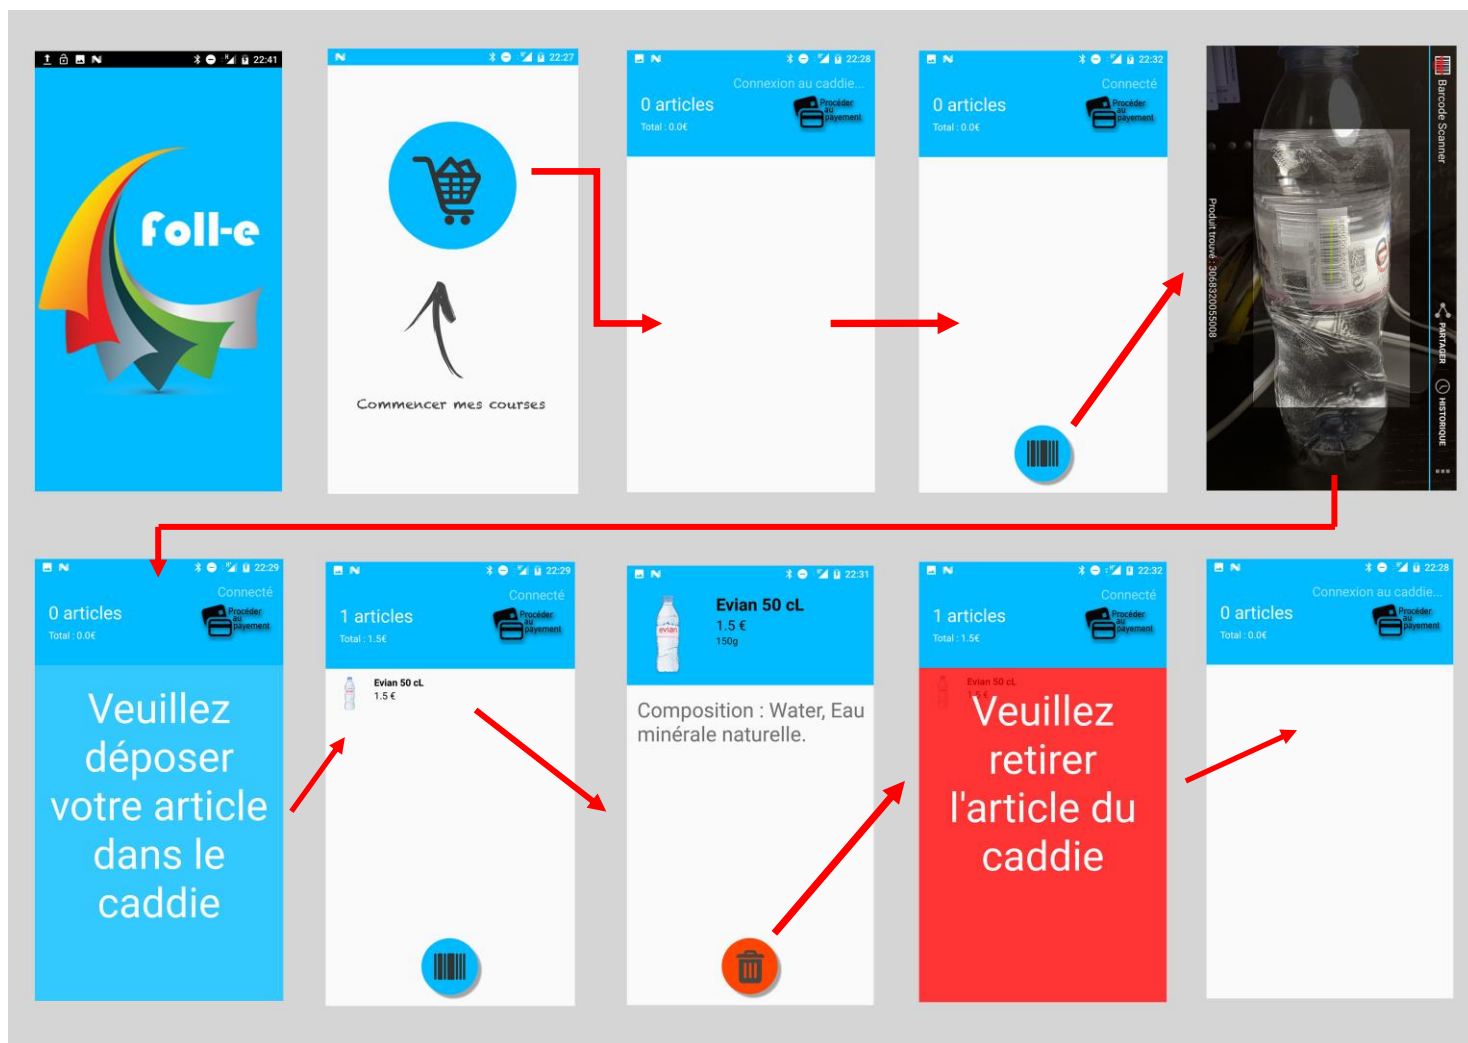 22:41
Foll-e
22:27
Commencer mes courses
22:28
Connexion au caddie...
0 articles
Total : 0.0€
Procéder
au
payement
22:32
Connecté
0 articles
Total : 0.0€
Procéder
au
payement
Barcode Scanner
PARTAGER
HISTORIQUE
Produit trouvé : 3068320055008
22:29
Connecté
0 articles
Total : 0.0€
Procéder
au
payement
Veuillez
déposer
votre article
dans le
caddie
22:29
Connecté
1 articles
Total : 1.5€
Procéder
au
payement
Evian 50 cL
1.5 €
22:31
evian
Evian 50 cL
1.5 €
150g
Composition : Water, Eau
minérale naturelle.
22:32
Connecté
1 articles
Total : 1.5€
Procéder
au
payement
Evian 50 cL
1.5 €
Veuillez
retirer
l'article du
caddie
22:28
Connexion au caddie...
0 articles
Total : 0.0€
Procéder
au
payement